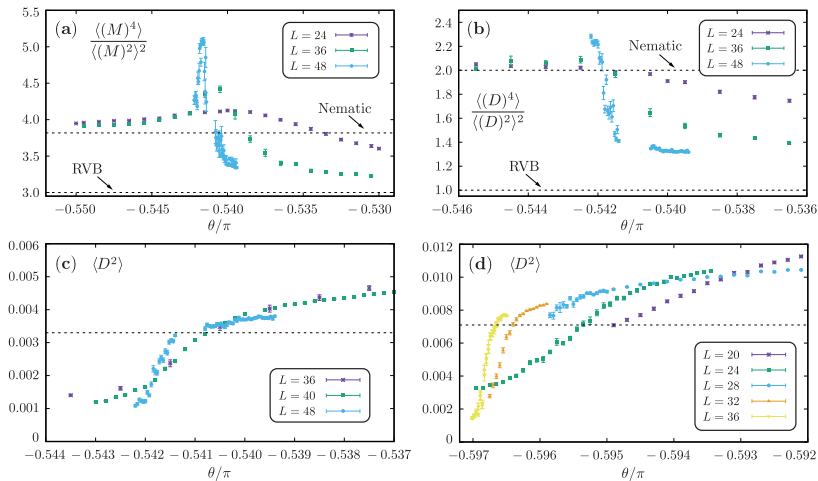 (a)
⟨(M)⁴⟩
⟨(M)²⟩²
L = 24
L = 36
L = 48
Nematic
RVB
5.5
5.0
4.5
4.0
3.5
3.0
−0.550
−0.545
−0.540
−0.535
−0.530
θ/π
(b)
⟨(D)⁴⟩
⟨(D)²⟩²
L = 24
L = 36
L = 48
Nematic
RVB
2.4
2.2
2.0
1.8
1.6
1.4
1.2
1.0
−0.546
−0.544
−0.542
−0.540
−0.538
−0.536
θ/π
(c)
⟨D²⟩
L = 36
L = 40
L = 48
0.006
0.005
0.004
0.003
0.002
0.001
0
−0.544
−0.543
−0.542
−0.541
−0.540
−0.539
−0.538
−0.537
θ/π
(d)
⟨D²⟩
L = 20
L = 24
L = 28
L = 32
L = 36
0.012
0.010
0.008
0.006
0.004
0.002
0
−0.597
−0.596
−0.595
−0.594
−0.593
−0.592
θ/π